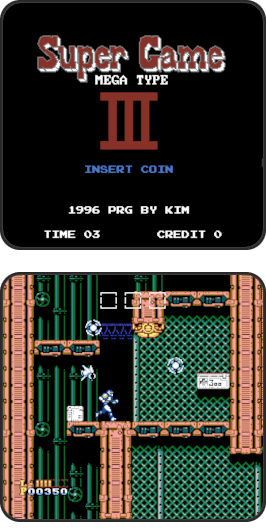 Super Game
MEGA TYPE
III
INSERT COIN
1996 PRG BY KIM
TIME 03 CREDIT 0
P00350